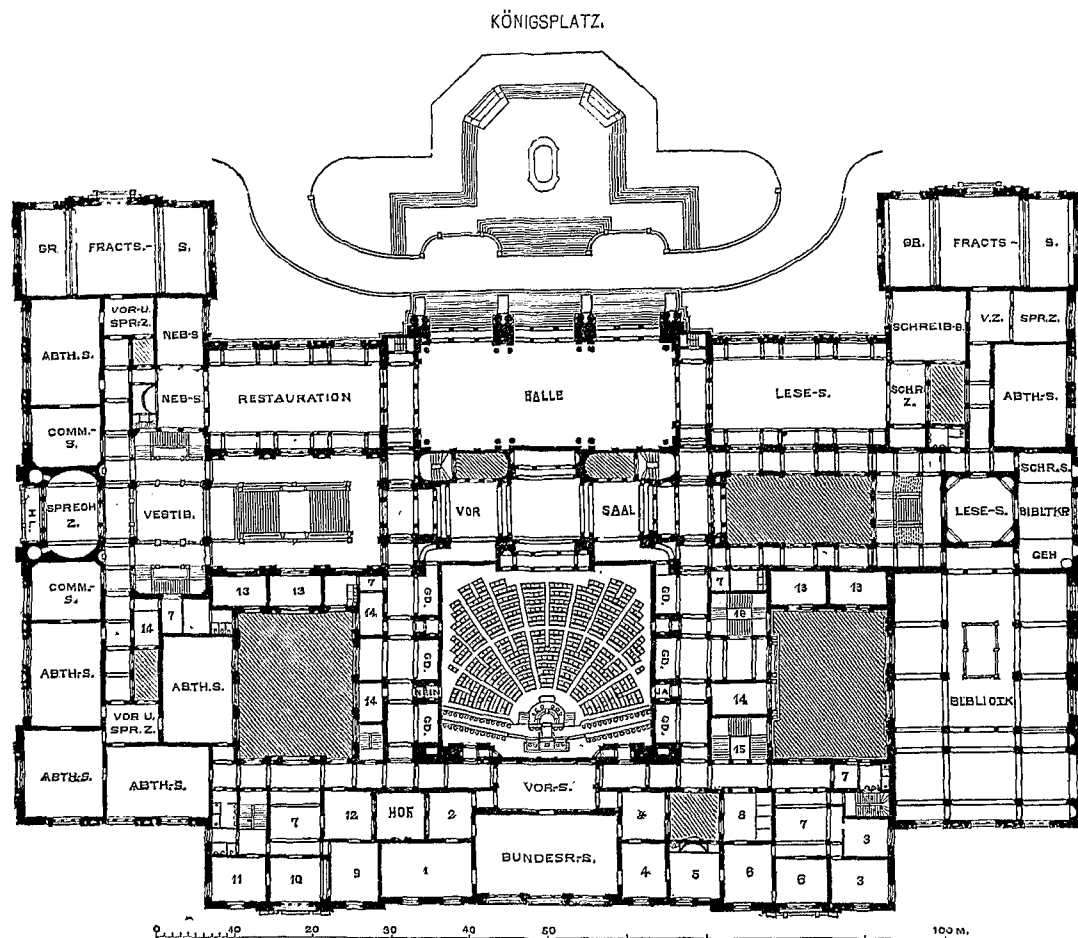 KÖNIGSPLATZ.
GR. FRACTS.- S.
GR. FRACTS- S.
VOR-U.
SPR.Z.
NEB-S
ABTH.S.
NEB-S.
COMM.-
S.
RESTAURATION
HALLE
LESE-S.
SCHREIB-S.
V.Z.
SPR.Z.
SCHR.
Z.
ABTH-S.
H.L.
SPRECH
Z.
VESTIB.
VOR
SAAL
LESE-S.
SCHR.S.
BIBLTKR
GEH
COMM.-
S.
13
13
7
14
7
14
GD.
GD.
7
13
13
16
ABTH.-S.
ABTH.S.
GD.
GD.
14
NEIN
JA
14
GD.
GD.
15
BIBLIOTK
VOR U.
SPR.Z.
ABTH.-S.
ABTH.-S.
VOR.-S.
7
7
12
HOF
2
4
8
7
3
11
10
9
1
BUNDESR.-S.
4
5
6
6
3
0
10
20
30
40
50
100 M.